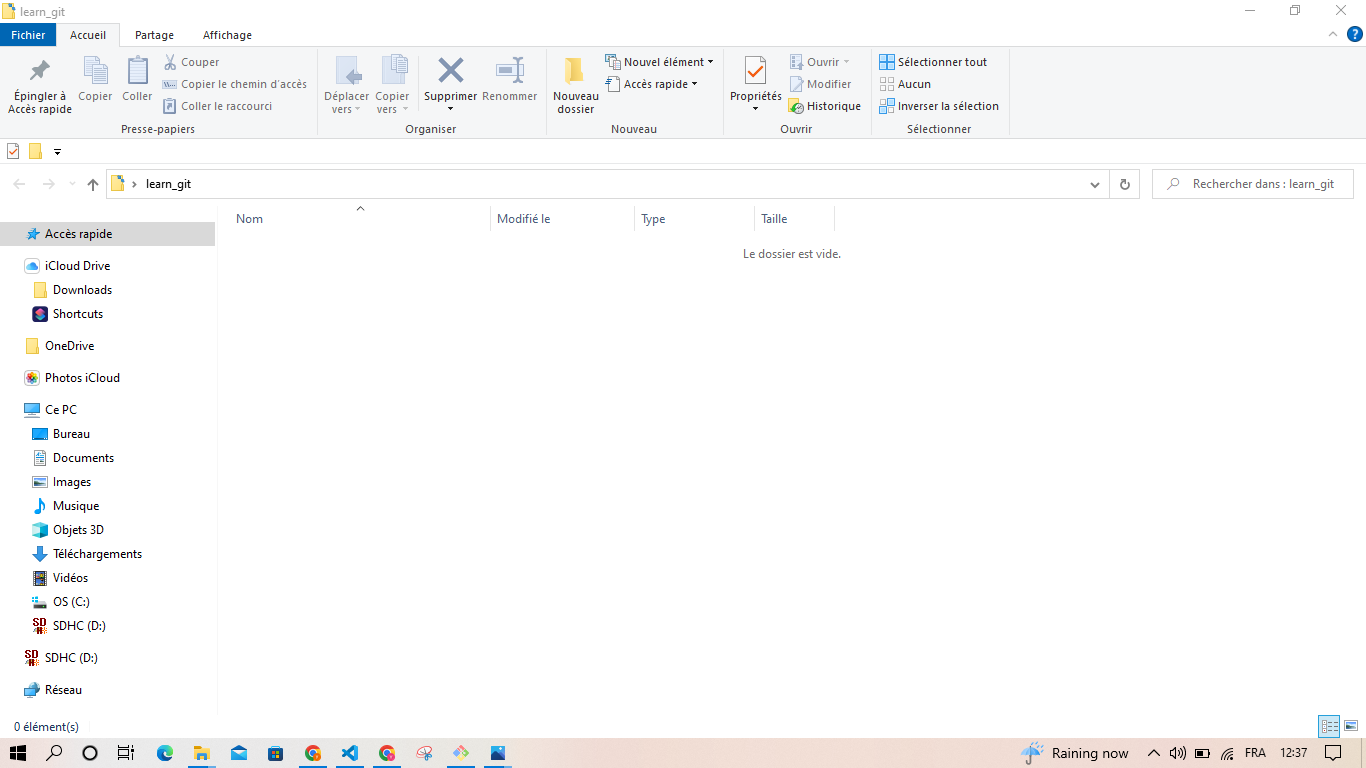 learn_git
Fichier Accueil Partage Affichage
?
Épingler à Accès rapide
Copier
Coller
Couper
Copier le chemin d'accès
Coller le raccourci
Presse-papiers
Déplacer vers
Copier vers
Supprimer
Renommer
Organiser
Nouveau dossier
Nouvel élément
Accès rapide
Nouveau
Propriétés
Ouvrir
Modifier
Historique
Ouvrir
Sélectionner tout
Aucun
Inverser la sélection
Sélectionner
learn_git
Rechercher dans : learn_git
Nom Modifié le Type Taille
Le dossier est vide.
Accès rapide
iCloud Drive
Downloads
Shortcuts
OneDrive
Photos iCloud
Ce PC
Bureau
Documents
Images
Musique
Objets 3D
Téléchargements
Vidéos
OS (C:)
SD
SDHC (D:)
SD
SDHC (D:)
Réseau
0 élément(s)
Raining now FRA 12:37